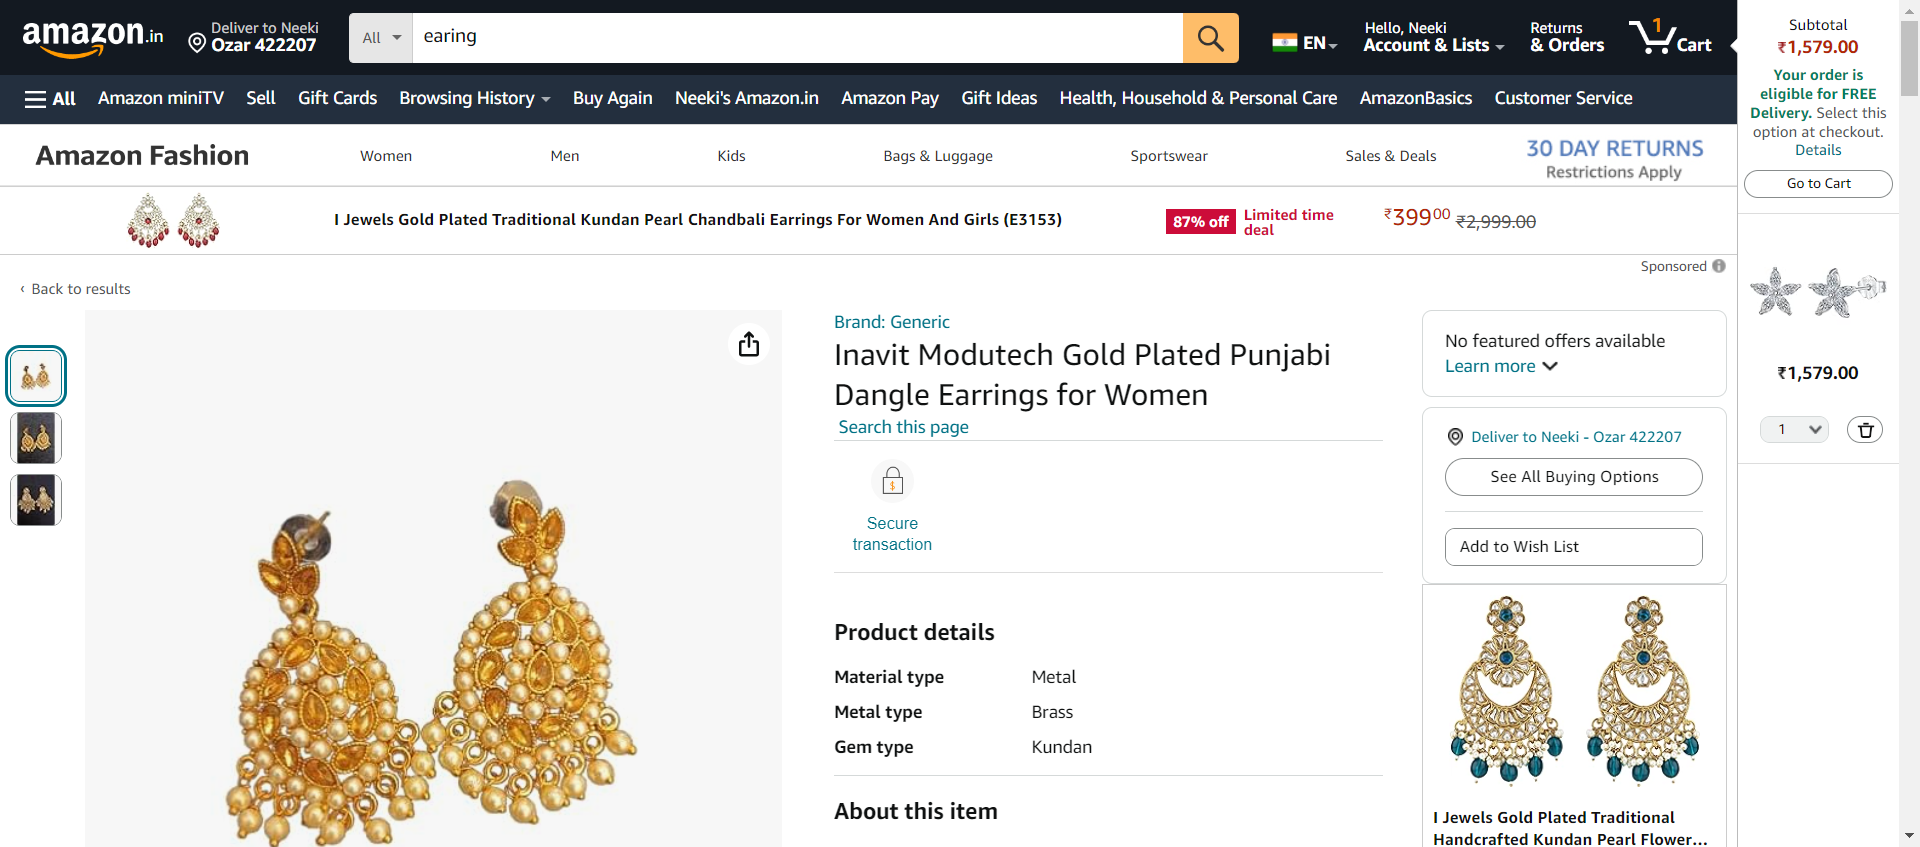 amazon.in
Deliver to Neeki
Ozar 422207
All
earing
EN
Hello, Neeki
Account & Lists
Returns
& Orders
1
Cart
All
Amazon miniTV
Sell
Gift Cards
Browsing History
Buy Again
Neeki's Amazon.in
Amazon Pay
Gift Ideas
Health, Household & Personal Care
AmazonBasics
Customer Service
Amazon Fashion
Women
Men
Kids
Bags & Luggage
Sportswear
Sales & Deals
30 DAY RETURNS
Restrictions Apply
I Jewels Gold Plated Traditional Kundan Pearl Chandbali Earrings For Women And Girls (E3153)
87% off
Limited time
deal
₹39900
₹2,999.00
Sponsored
‹ Back to results
Brand: Generic
Inavit Modutech Gold Plated Punjabi
Dangle Earrings for Women
Search this page
$
Secure
transaction
Product details
Material type Metal
Metal type Brass
Gem type Kundan
About this item
No featured offers available
Learn more
Deliver to Neeki - Ozar 422207
See All Buying Options
Add to Wish List
I Jewels Gold Plated Traditional
Handcrafted Kundan Pearl Flower...
Subtotal
₹1,579.00
Your order is
eligible for FREE
Delivery. Select this
option at checkout.
Details
Go to Cart
₹1,579.00
1